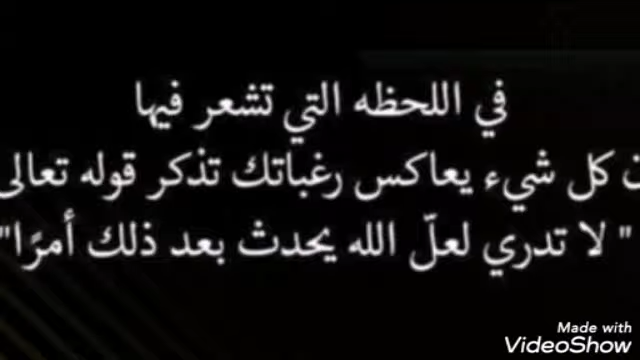 في اللحظه التي تشعر فيها
كل شيء يعاكس رغباتك تذكر قوله تعالى
" لا تدري لعلّ الله يحدث بعد ذلك أمرًا"
Made with
VideoShow